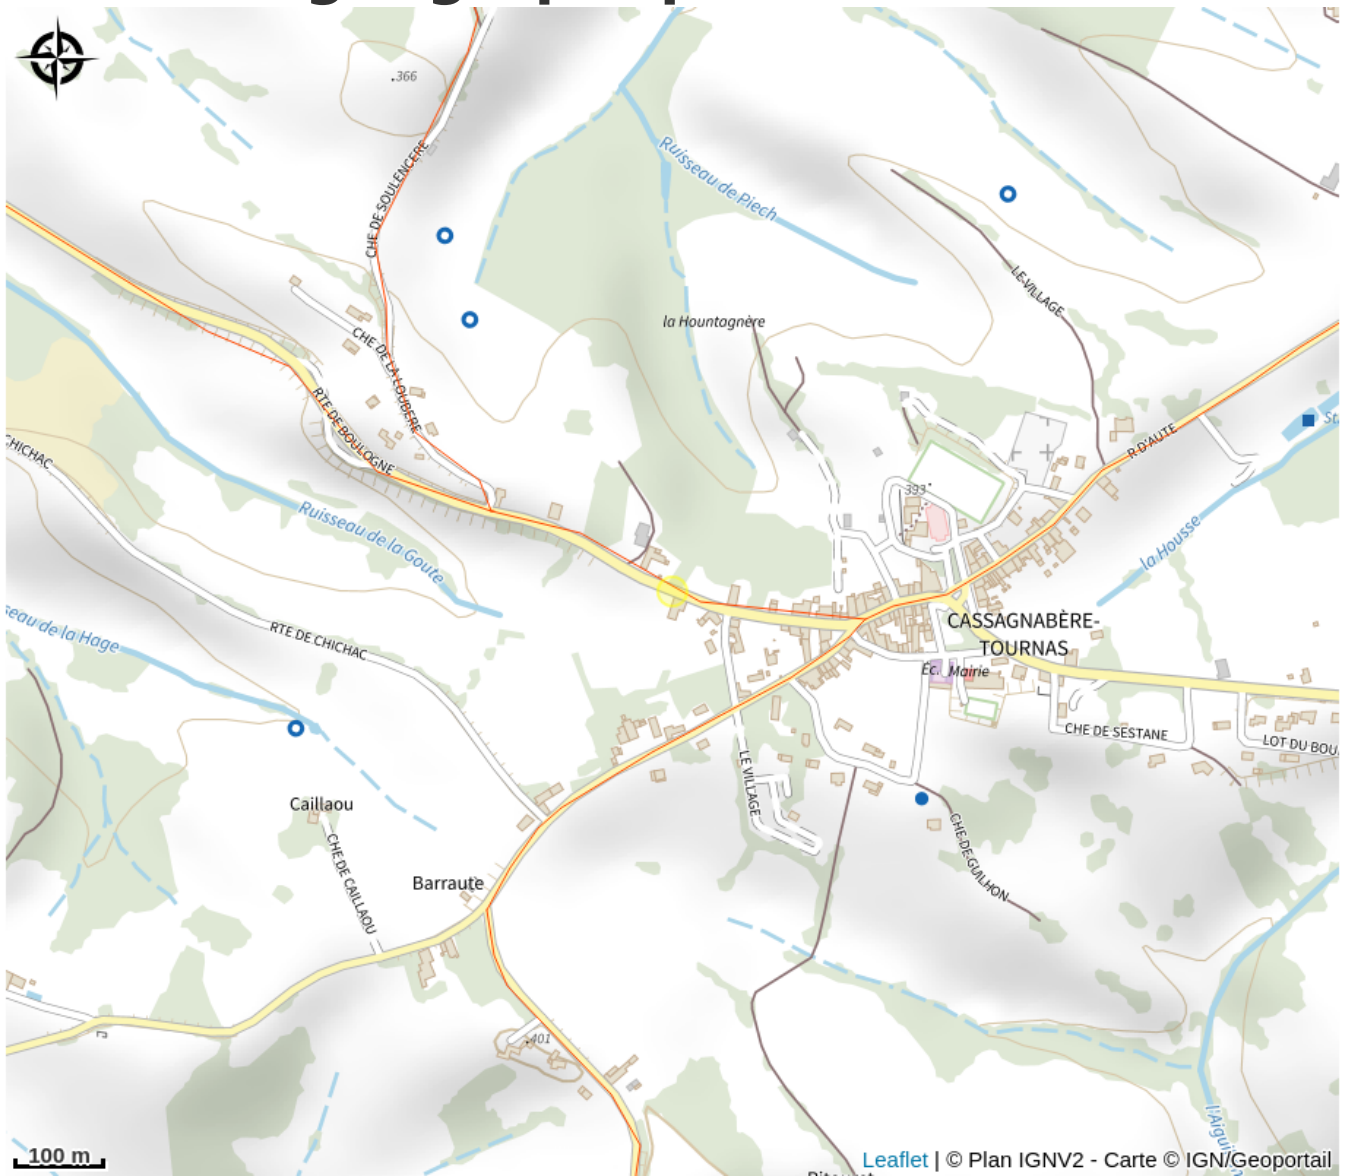 .366
CHE DE SOULENCÈRE
Ruisseau de Piech
LE VILLAGE
la Hountagnère
CHE DE LA LOUBÈRE
RTE DE BOULOGNE
R D'AUTE
CHICHAC
393
Ruisseau de la Goute
la Housse
seau de la Hage
RTE DE CHICHAC
CASSAGNABÈRE-
TOURNAS
Éc.
Mairie
CHE DE SESTANE
LOT DU BOU
LE VILLAGE
Caillaou
CHE DE CAILLAOU
CHE DE GUILHON
Barraute
.401
l'Aigui
100 m
Leaflet | © Plan IGNV2 - Carte © IGN/Geoportail